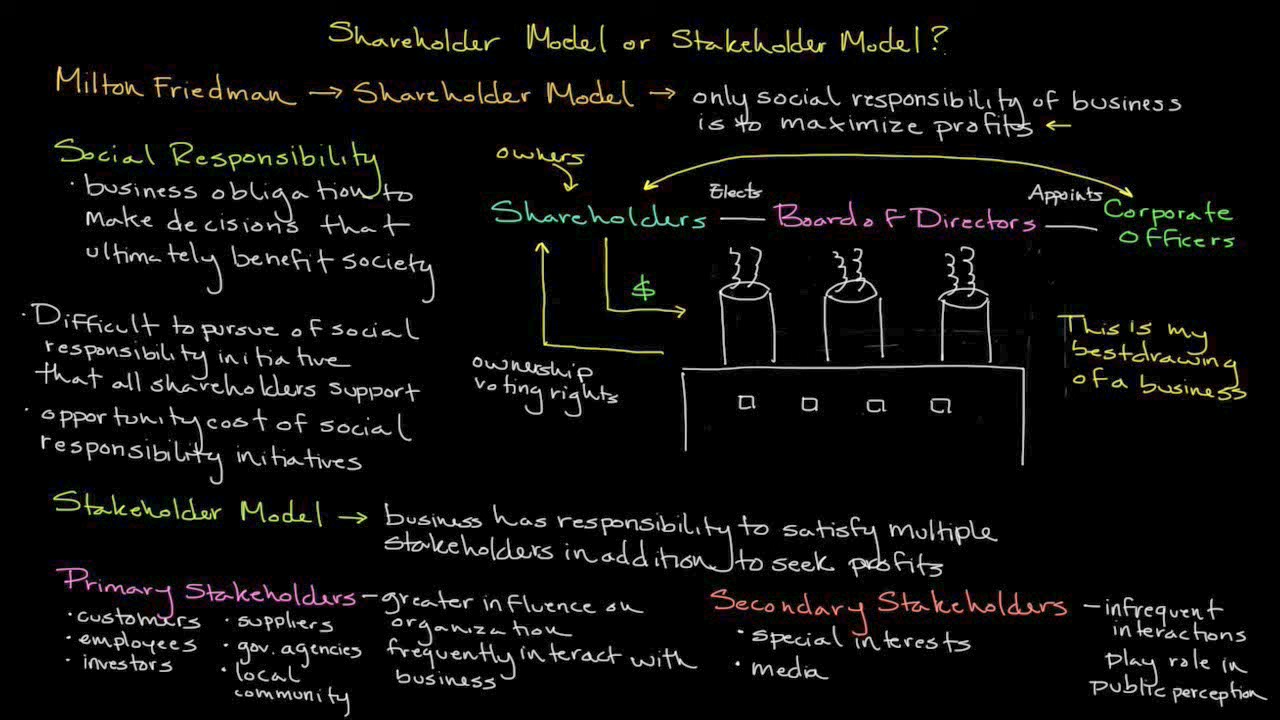 Shareholder Model or Stakeholder Model?
Milton Friedman → Shareholder Model → only social responsibility of business
is to maximize profits ←
Social Responsibility
• business obligation to
make decisions that
ultimately benefit society
• Difficult to pursue of social
responsibility initiative
that all shareholders support
• opportunity cost of social
responsibility initiatives
owners
Shareholders — Elects — Board of Directors — Appoints — Corporate
Officers
$
ownership
voting rights
This is my
best drawing
of a business
Stakeholder Model → business has responsibility to satisfy multiple
stakeholders in addition to seek profits
Primary Stakeholders – greater influence on
organization
frequently interact with
business
• customers
• employees
• investors
• suppliers
• gov. agencies
• local
community
Secondary Stakeholders – infrequent
interactions
play role in
public perception
• special interests
• media